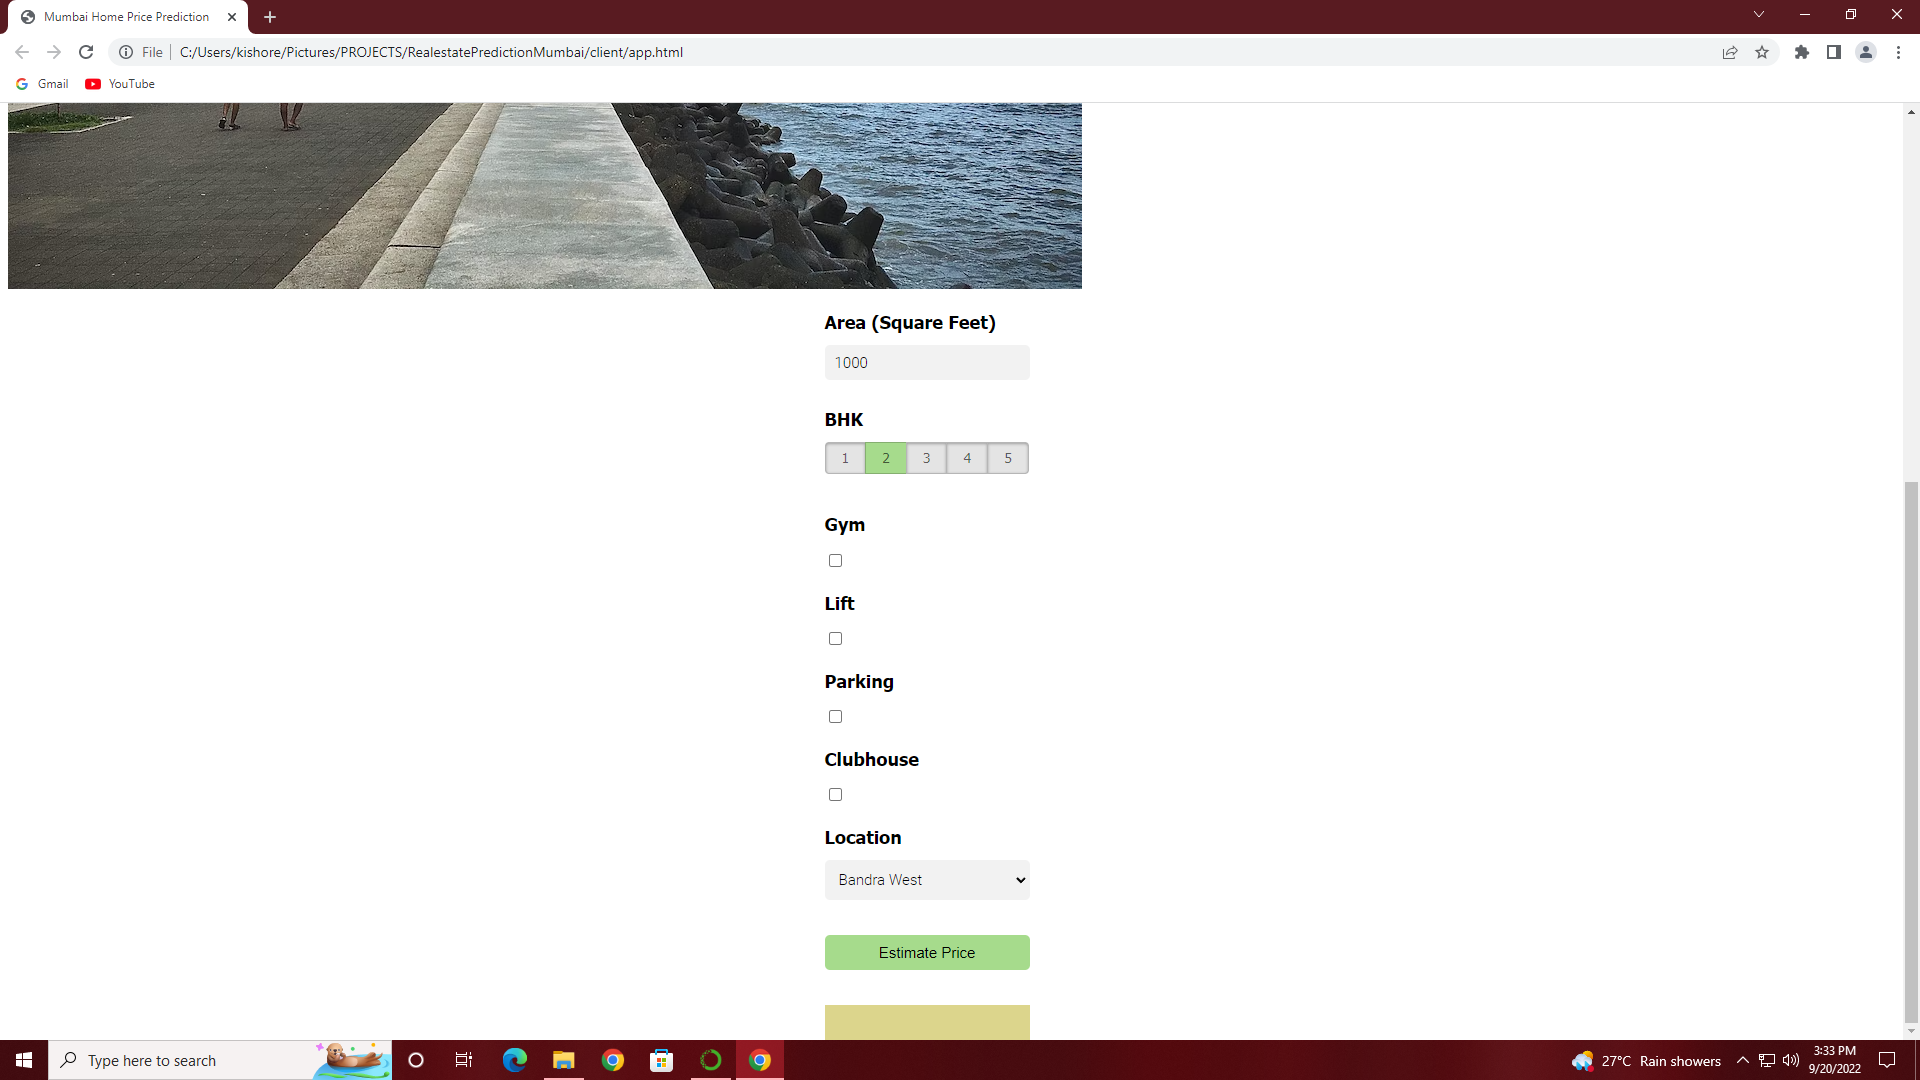 Mumbai Home Price Prediction
File
C:/Users/kishore/Pictures/PROJECTS/RealestatePredictionMumbai/client/app.html
Gmail
YouTube
Area (Square Feet)
1000
BHK
1 2 3 4 5
Gym
Lift
Parking
Clubhouse
Location
Bandra West
Estimate Price
Type here to search
27°C Rain showers
3:33 PM
9/20/2022